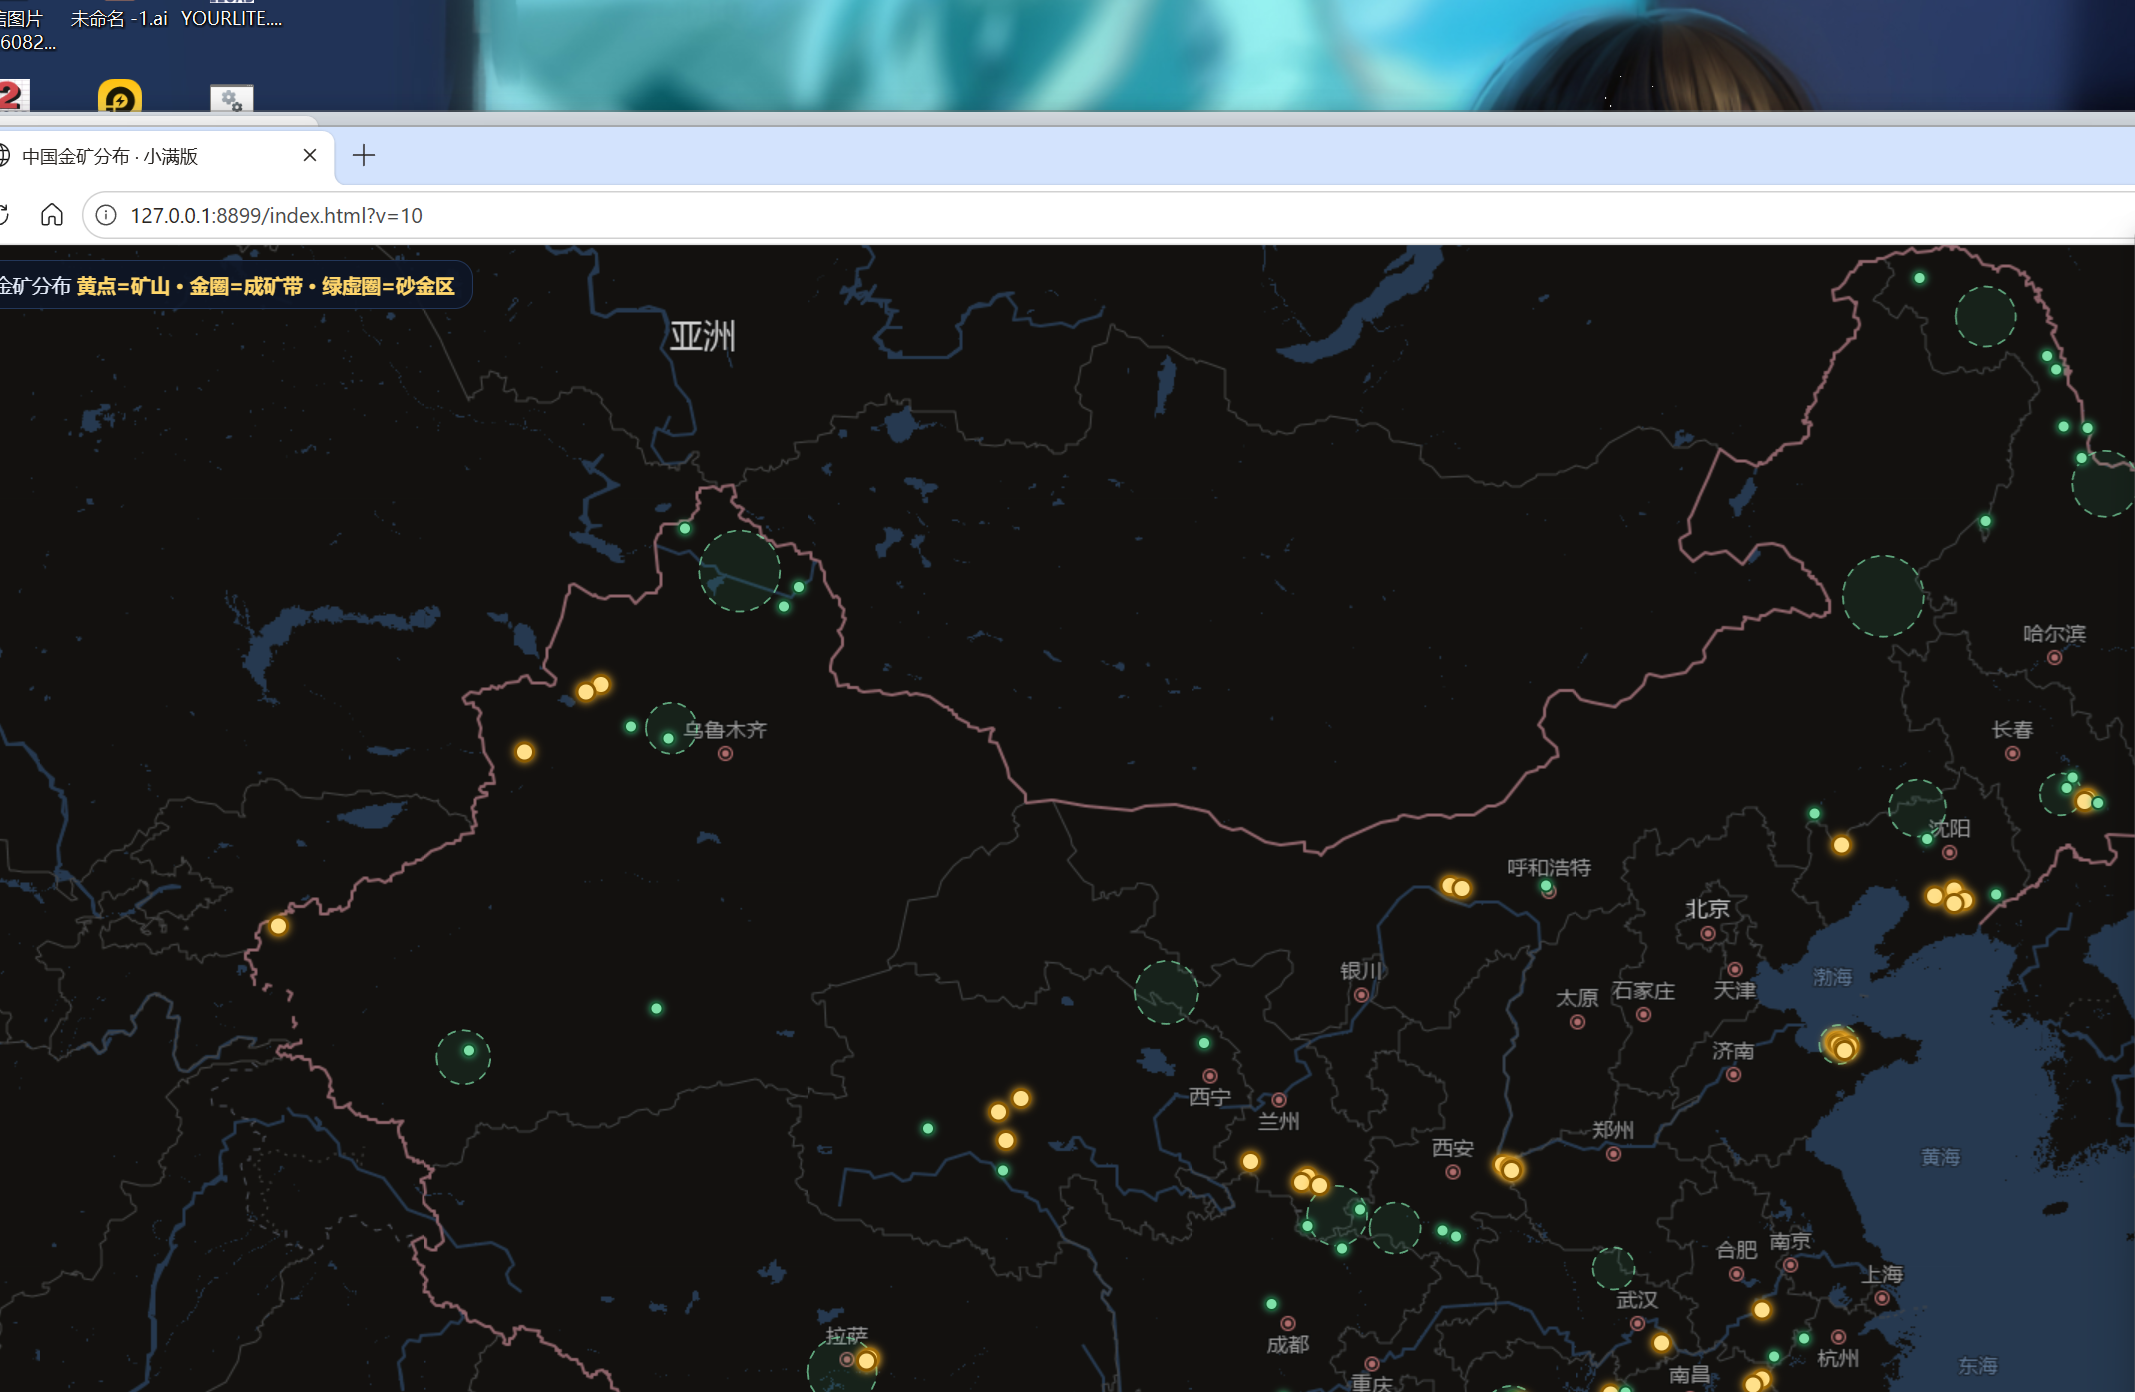 信图片
未命名 -1.ai
YOURLITE....
6082...
中国金矿分布 · 小满版
127.0.0.1:8899/index.html?v=10
金矿分布 黄点=矿山 • 金圈=成矿带 • 绿虚圈=砂金区
亚洲
哈尔滨
乌鲁木齐
长春
沈阳
呼和浩特
北京
银川
太原
石家庄
天津
渤海
济南
西宁
兰州
西安
郑州
黄海
合肥
南京
上海
武汉
拉萨
成都
杭州
南昌
东海
重庆